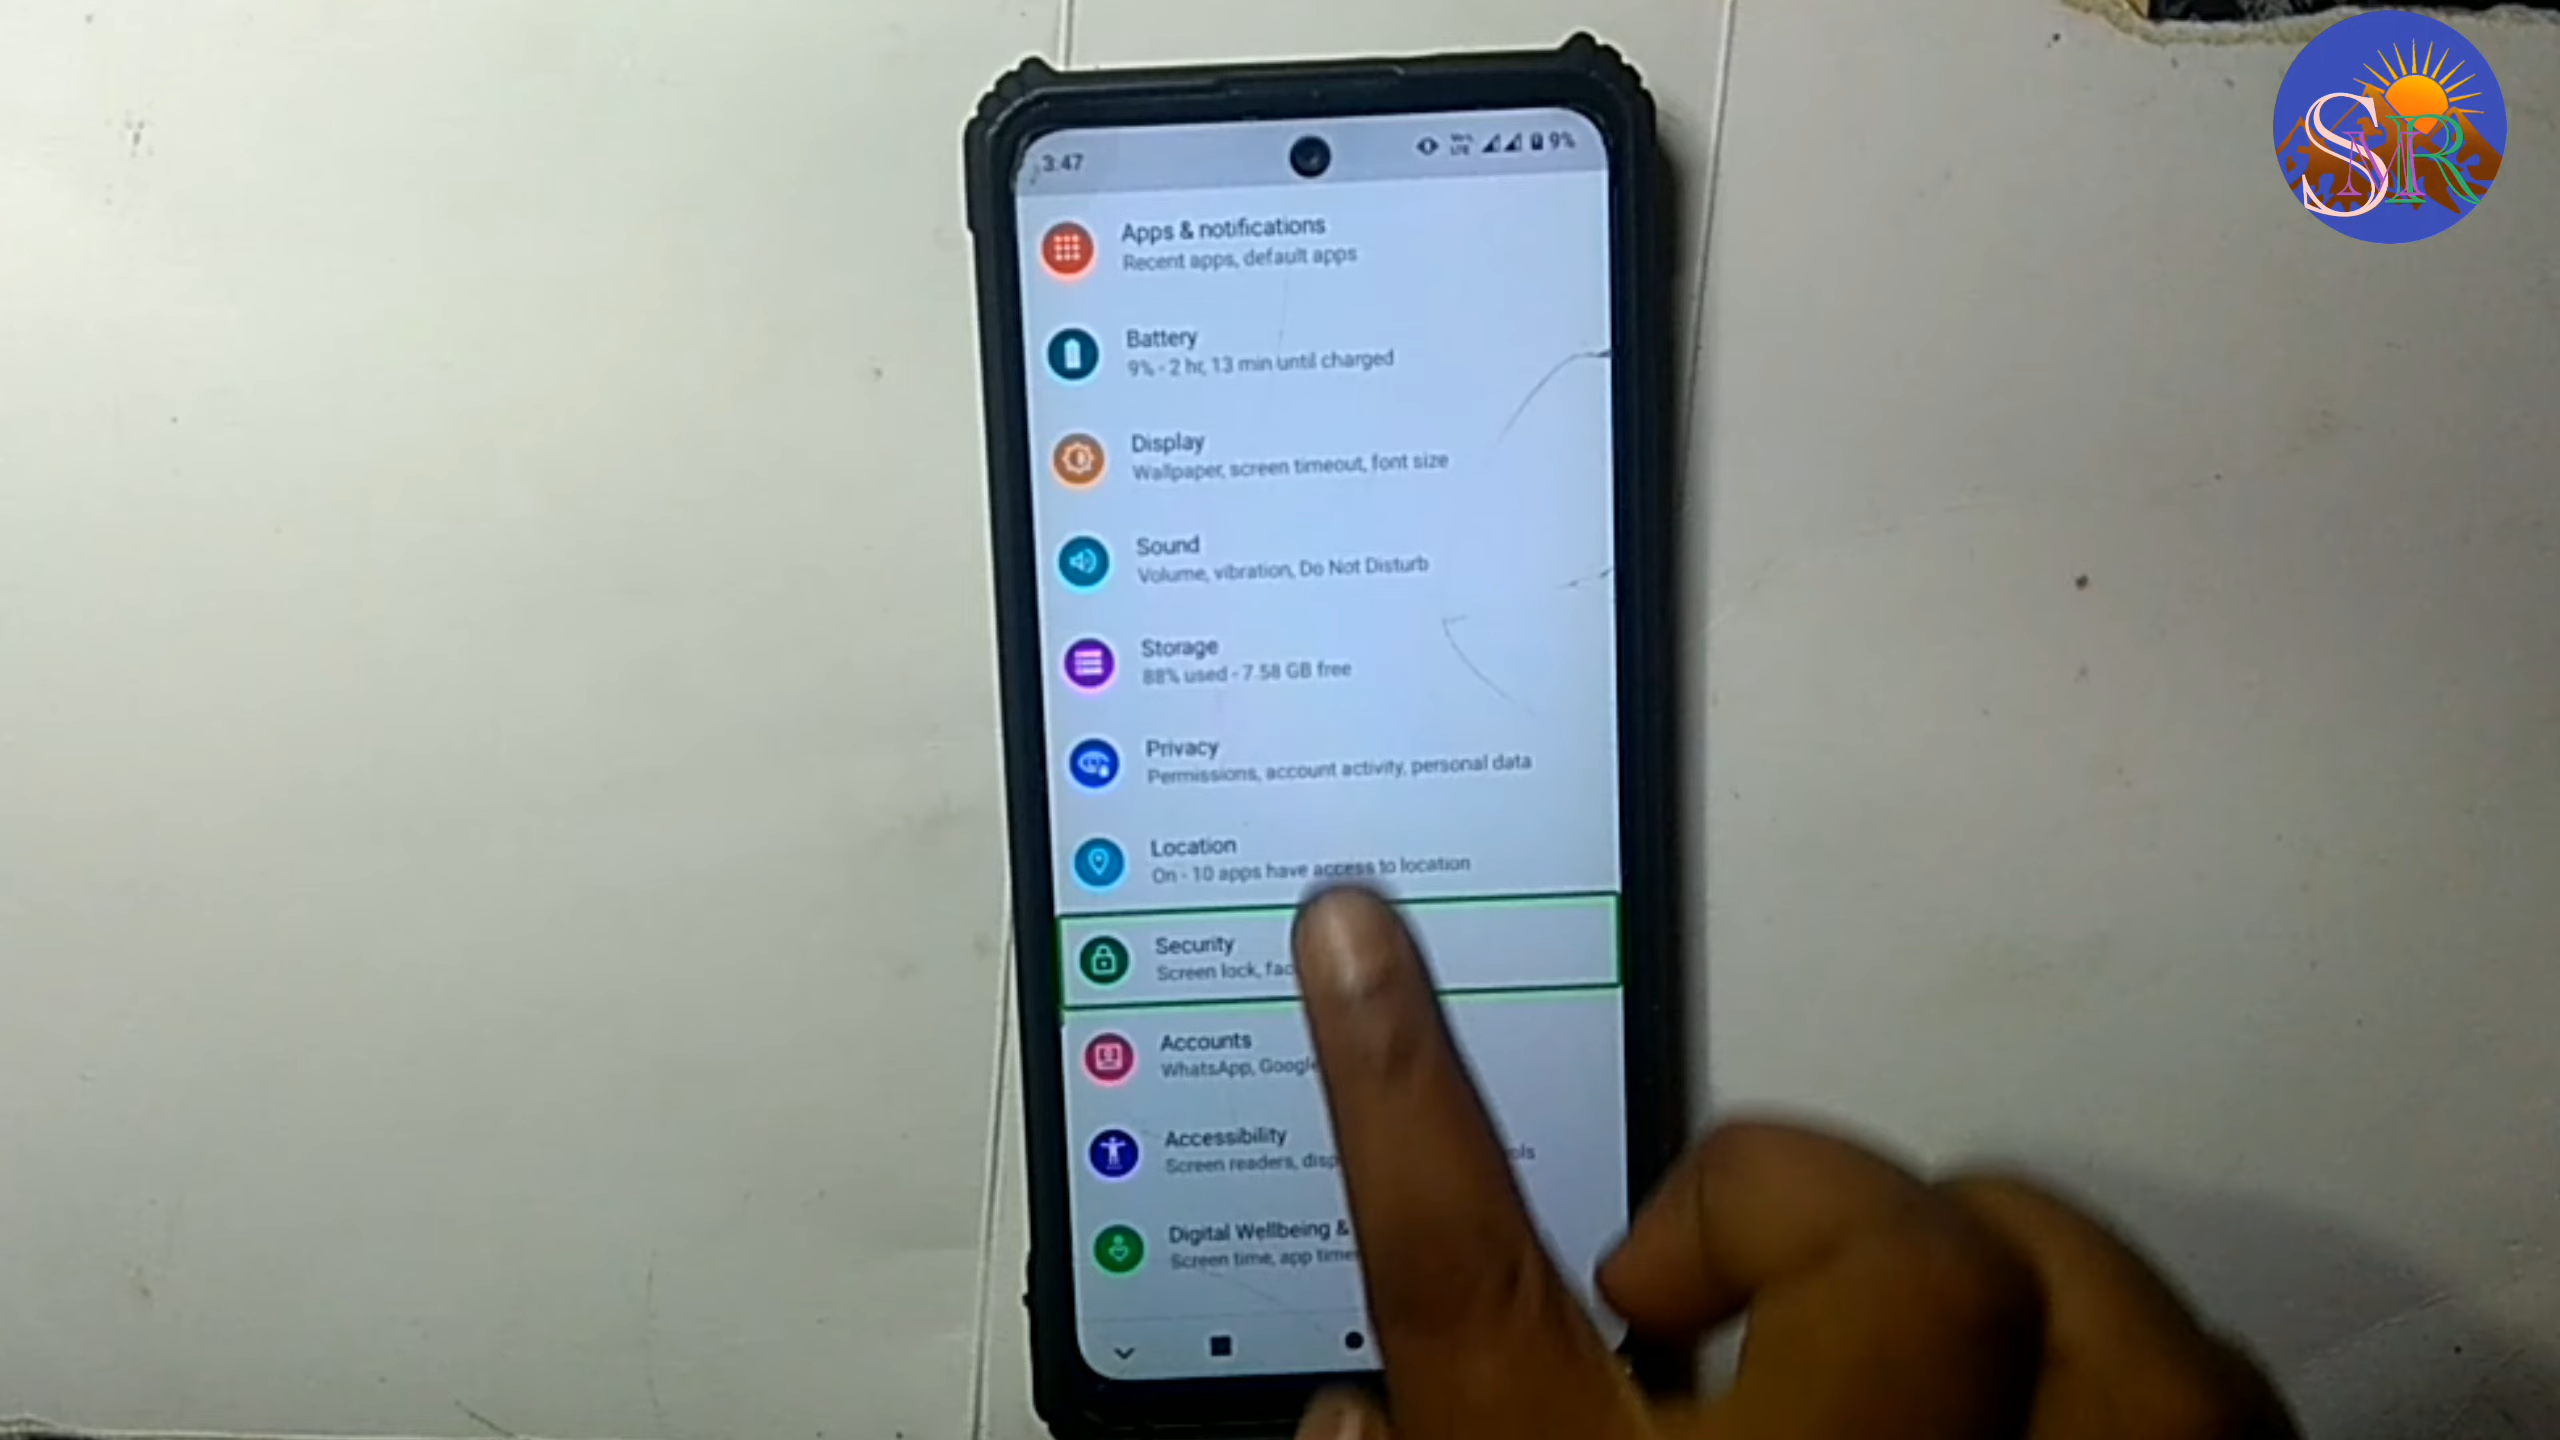 SMR
3:47
9%
Apps & notifications
Recent apps, default apps
Battery
9% - 2 hr, 13 min until charged
Display
Wallpaper, screen timeout, font size
Sound
Volume, vibration, Do Not Disturb
Storage
88% used - 7.58 GB free
Privacy
Permissions, account activity, personal data
Location
On - 10 apps have access to location
Security
Screen lock,
Accounts
WhatsApp, Google
Accessibility
Screen readers,
Digital Wellbeing &
Screen time, app